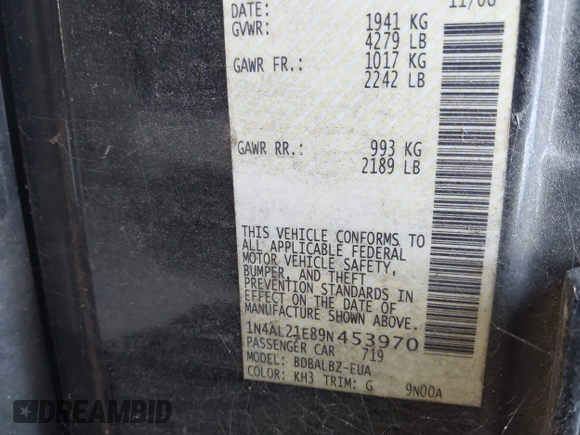 DATE: 11/08
GVWR: 1941 KG
4279 LB
GAWR FR.: 1017 KG
2242 LB
GAWR RR.: 993 KG
2189 LB
THIS VEHICLE CONFORMS TO
ALL APPLICABLE FEDERAL
MOTOR VEHICLE SAFETY,
BUMPER, AND THEFT
PREVENTION STANDARDS IN
EFFECT ON THE DATE OF
MANUFACTURE SHOWN ABOVE.
1N4AL21E89N453970
PASSENGER CAR 719
MODEL: BDBALBZ-EUA
COLOR: KH3 TRIM: G 9N00A
DREAMBID